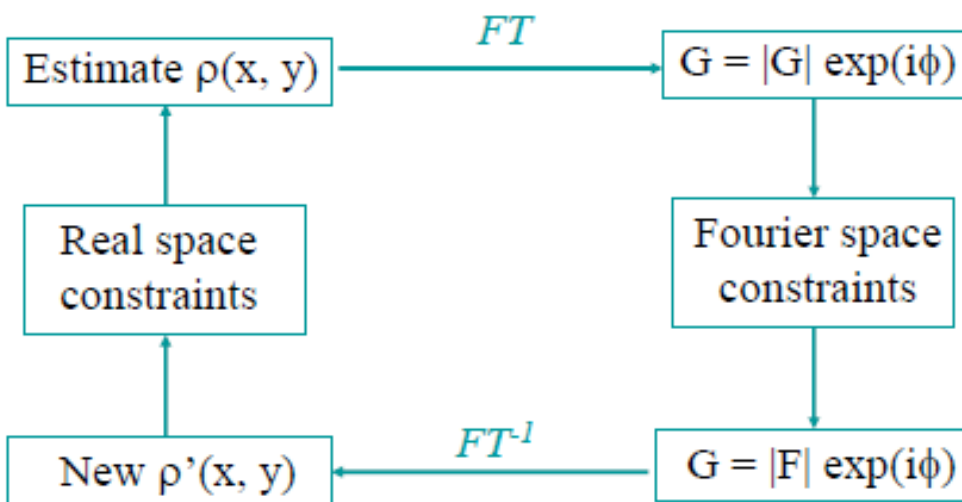 FT
Estimate ρ(x, y)
G = |G| exp(iϕ)
Real space
constraints
Fourier space
constraints
FT-1
New ρ’(x, y)
G = |F| exp(iϕ)